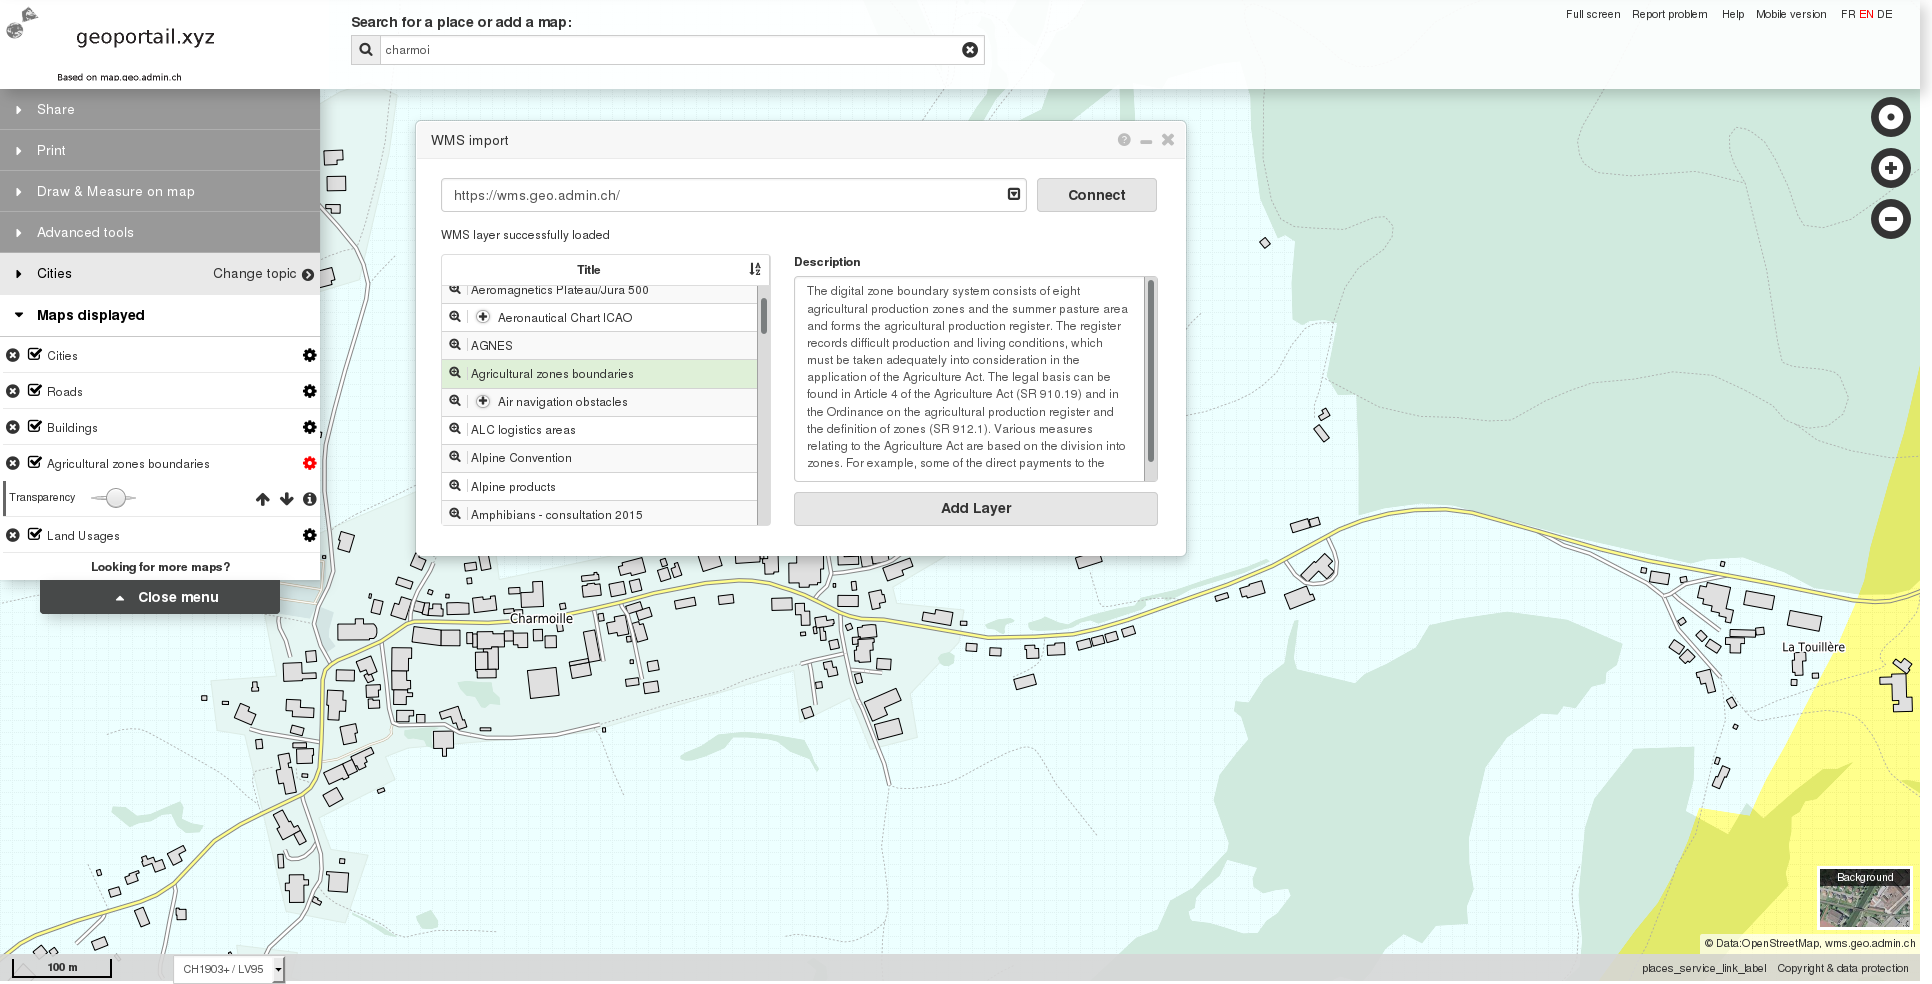 geoportail.xyz
Based on map.geo.admin.ch
Search for a place or add a map:
charmoi
Full screen Report problem Help Mobile version FR EN DE
Share
Print
Draw & Measure on map
Advanced tools
Cities Change topic
Maps displayed
Cities
Roads
Buildings
Agricultural zones boundaries
Transparency
Land Usages
Looking for more maps?
Close menu
WMS import
https://wms.geo.admin.ch/ Connect
WMS layer successfully loaded
Title
Aeromagnetics Plateau/Jura 500
Aeronautical Chart ICAO
AGNES
Agricultural zones boundaries
Air navigation obstacles
ALC logistics areas
Alpine Convention
Alpine products
Amphibians - consultation 2015
Description
The digital zone boundary system consists of eight
agricultural production zones and the summer pasture area
and forms the agricultural production register. The register
records difficult production and living conditions, which
must be taken adequately into consideration in the
application of the Agriculture Act. The legal basis can be
found in Article 4 of the Agriculture Act (SR 910.19) and in
the Ordinance on the agricultural production register and
the definition of zones (SR 912.1). Various measures
relating to the Agriculture Act are based on the division into
zones. For example, some of the direct payments to the
Add Layer
Charmoille
La Touillère
Background
© Data:OpenStreetMap, wms.geo.admin.ch
100 m
CH1903+ / LV95
places_service_link_label Copyright & data protection